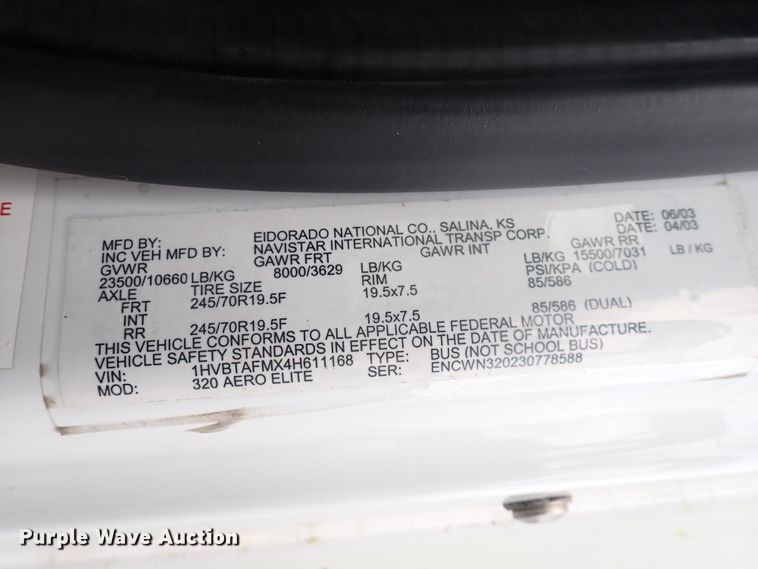 E
MFD BY: EIDORADO NATIONAL CO., SALINA, KS DATE: 06/03
INC VEH MFD BY: NAVISTAR INTERNATIONAL TRANSP CORP. DATE: 04/03
GVWR GAWR FRT GAWR INT GAWR RR
23500/10660 LB/KG 8000/3629 LB/KG LB/KG 15500/7031 LB / KG
AXLE TIRE SIZE RIM PSI/KPA (COLD)
FRT 245/70R19.5F 19.5x7.5 85/586
INT
RR 245/70R19.5F 19.5x7.5 85/586 (DUAL)
THIS VEHICLE CONFORMS TO ALL APPLICABLE FEDERAL MOTOR
VEHICLE SAFETY STANDARDS IN EFFECT ON THE DATE OF MANUFACTURE.
VIN: 1HVBTAFMX4H611168 TYPE: BUS (NOT SCHOOL BUS)
MOD: 320 AERO ELITE SER: ENCWN320230778588
Purple Wave Auction